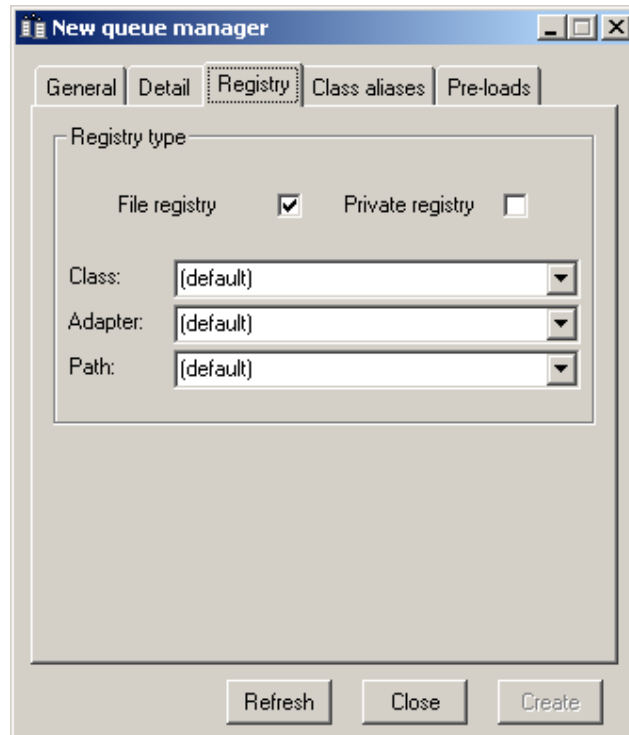 New queue manager
General Detail Registry Class aliases Pre-loads
Registry type
File registry Private registry
Class: (default)
Adapter: (default)
Path: (default)
Refresh Close Create